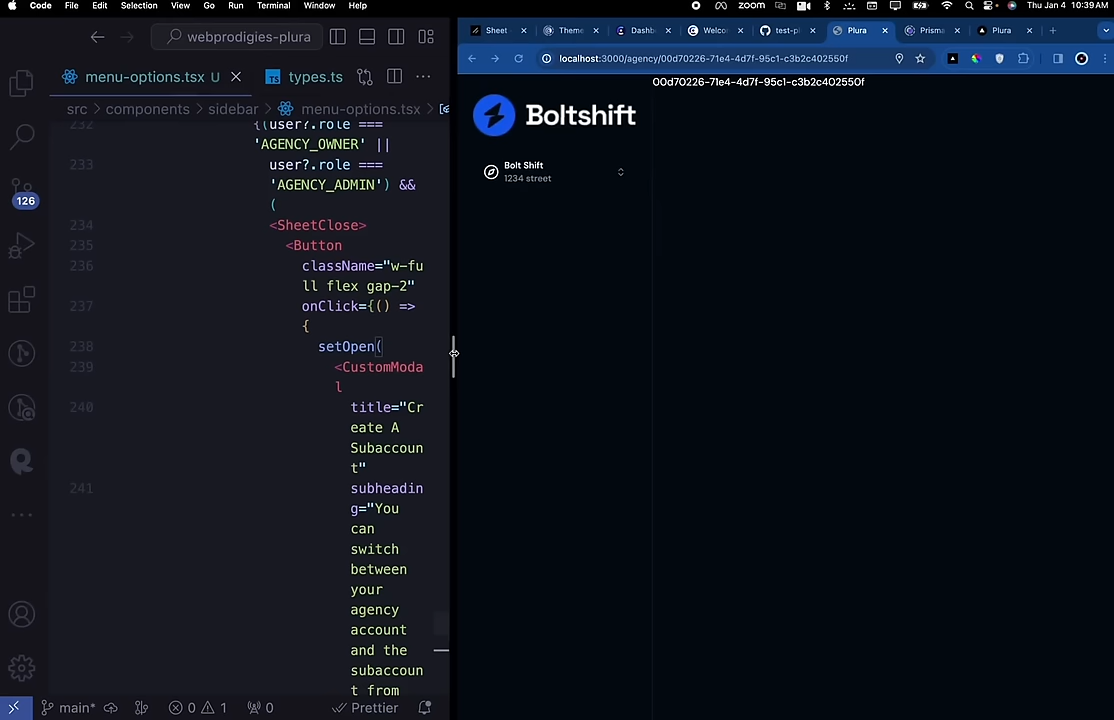 Code File Edit Selection View Go Run Terminal Window Help
zoom
Thu Jan 4 10:39 AM
webprodigies-plura
Sheet
Theme
Dashb
Welco
test-pl
Plura
Prisma
Plura
menu-options.tsx U
TS types.ts
localhost:3000/agency/00d70226-71e4-4d7f-95c1-c3b2c402550f
src > components > sidebar > menu-options.tsx >
00d70226-71e4-4d7f-95c1-c3b2c402550f
Boltshift
Bolt Shift
1234 street
232 {(user?.role ===
'AGENCY_OWNER' ||
233 user?.role ===
'AGENCY_ADMIN') &&
(
234 <SheetClose>
235 <Button
236 className="w-fu
ll flex gap-2"
237 onClick={() =>
{
238 setOpen(
239 <CustomModa
l
240 title="Cr
eate A
Subaccoun
t"
241 subheadin
g="You
can
switch
between
your
agency
account
and the
subaccoun
t from
126
main* 0 1 0 Prettier